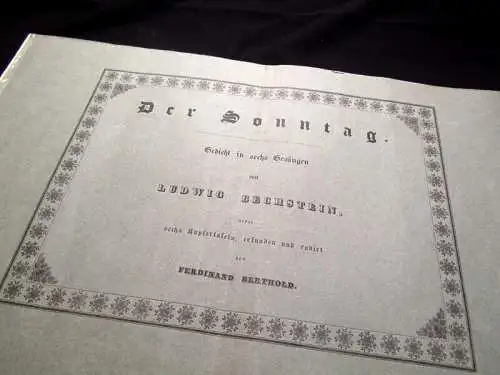 Der Sonntag.
Gedicht in sechs Gesängen
von
LUDWIG BECHSTEIN,
nebst
sechs Kupfertafeln, erfunden und radirt
von
FERDINAND BERTHOLD.